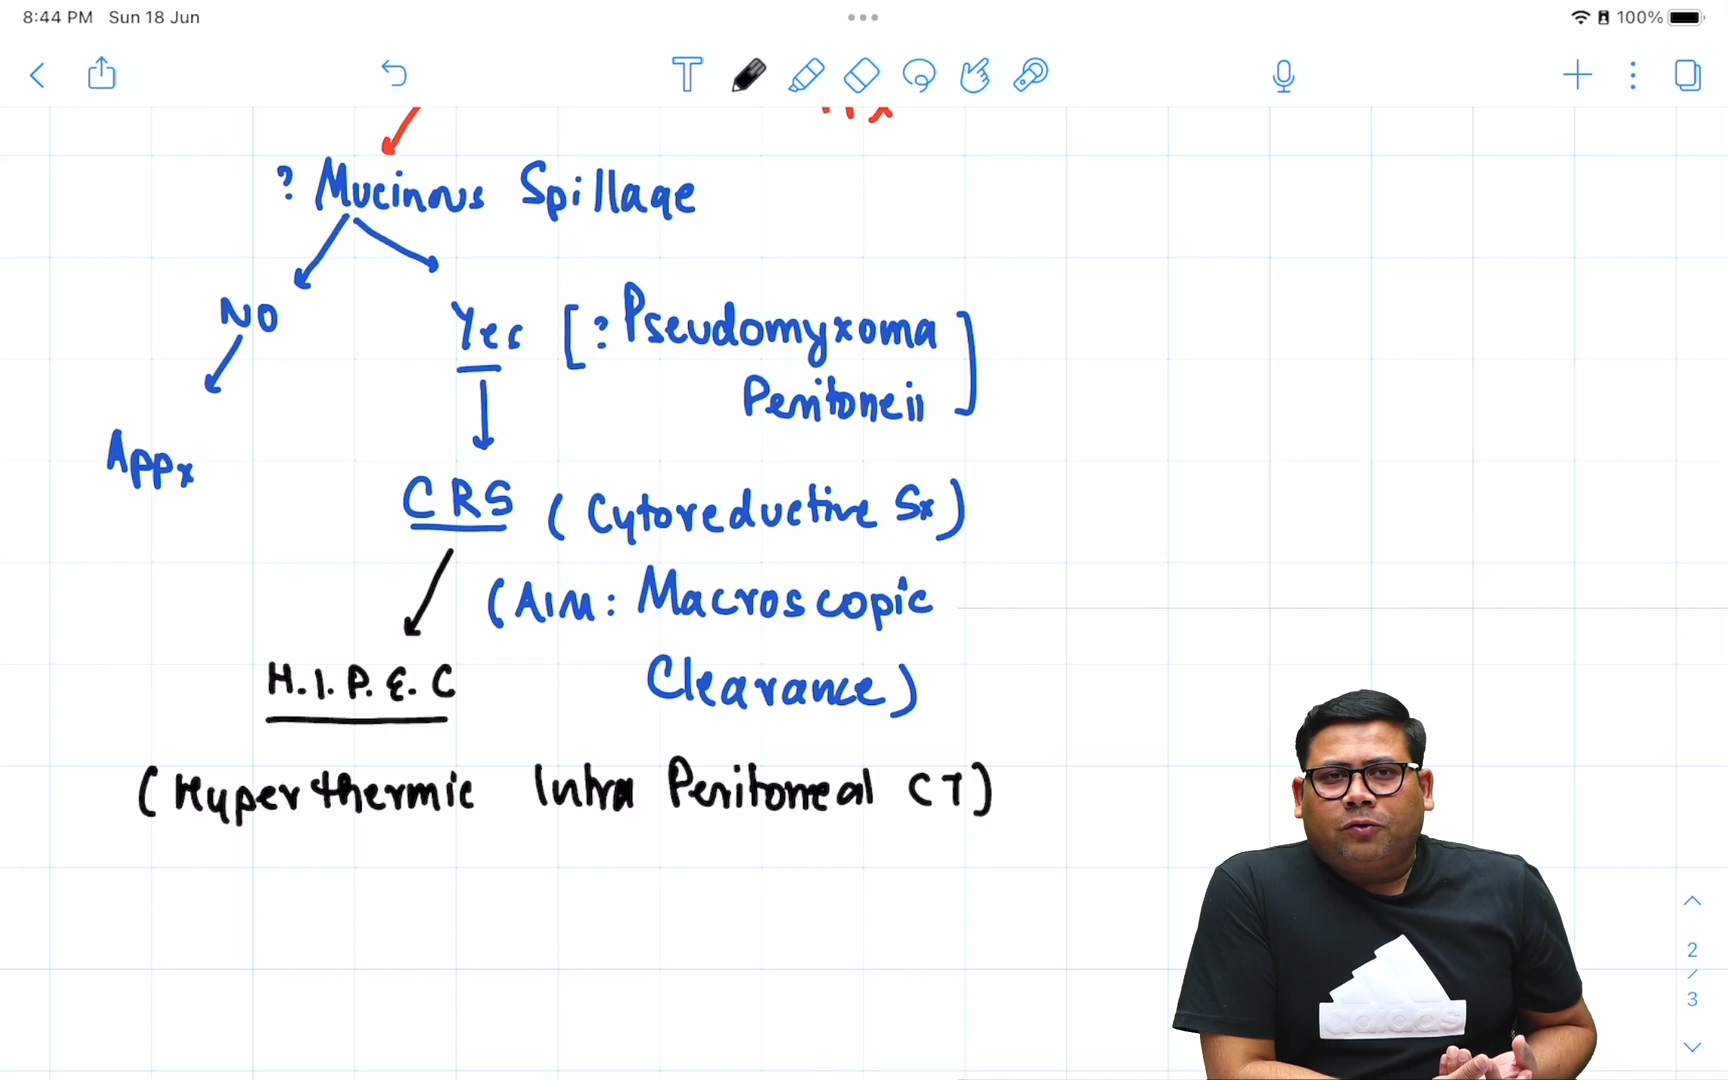 8:44 PM Sun 18 Jun
100%
? Mucinous Spillage
NO
Yes [? Pseudomyxoma
Peritoneii]
Appx
CRS (Cytoreductive Sx)
(AIM: Macroscopic
Clearance)
H.I.P.E.C
(Hyperthermic Intra Peritoneal CT)
adidas
2
/
3